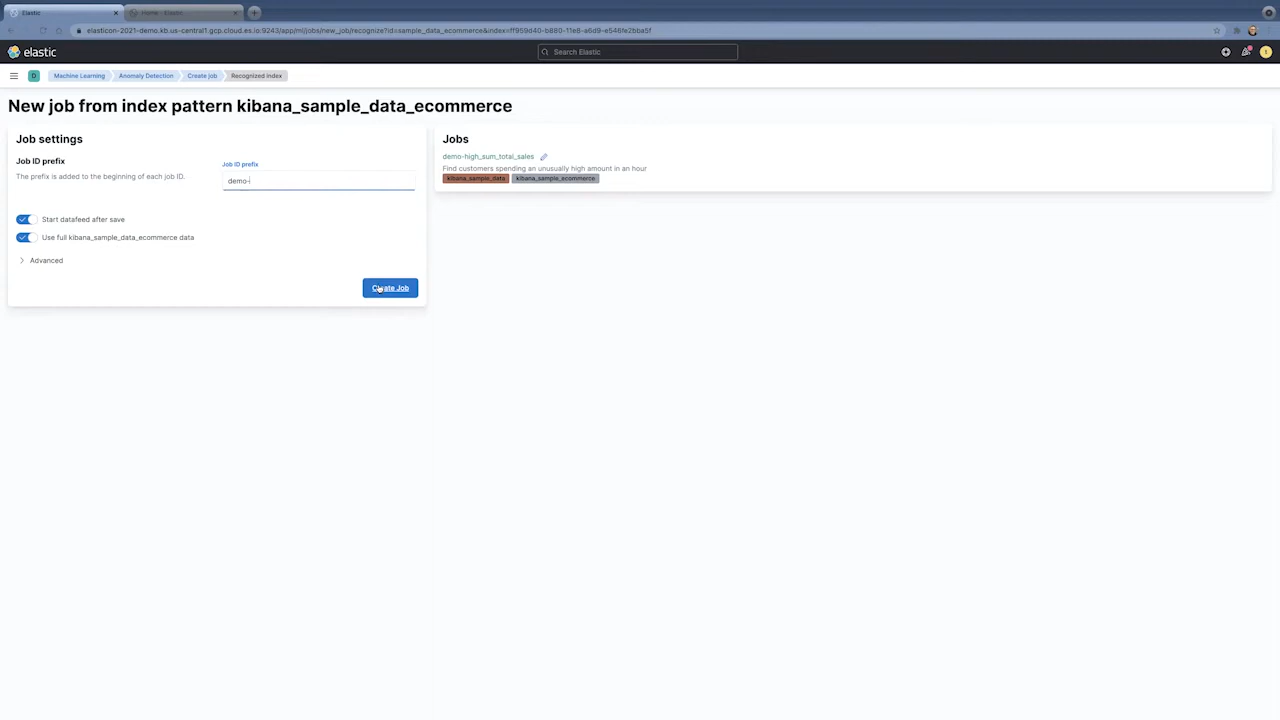 Elastic
Home - Elastic
elasticon-2021-demo.kb.us-central1.gcp.cloud.es.io:9243/app/ml/jobs/new_job/recognize?id=sample_data_ecommerce&index=ff959d40-b880-11e8-a6d9-e546fe2bba5f
elastic
Search Elastic
D
Machine Learning
Anomaly Detection
Create job
Recognized index
New job from index pattern kibana_sample_data_ecommerce
Job settings
Job ID prefix
The prefix is added to the beginning of each job ID.
Job ID prefix
demo-
Start datafeed after save
Use full kibana_sample_data_ecommerce data
Advanced
Create Job
Jobs
demo-high_sum_total_sales
Find customers spending an unusually high amount in an hour
kibana_sample_data
kibana_sample_ecommerce